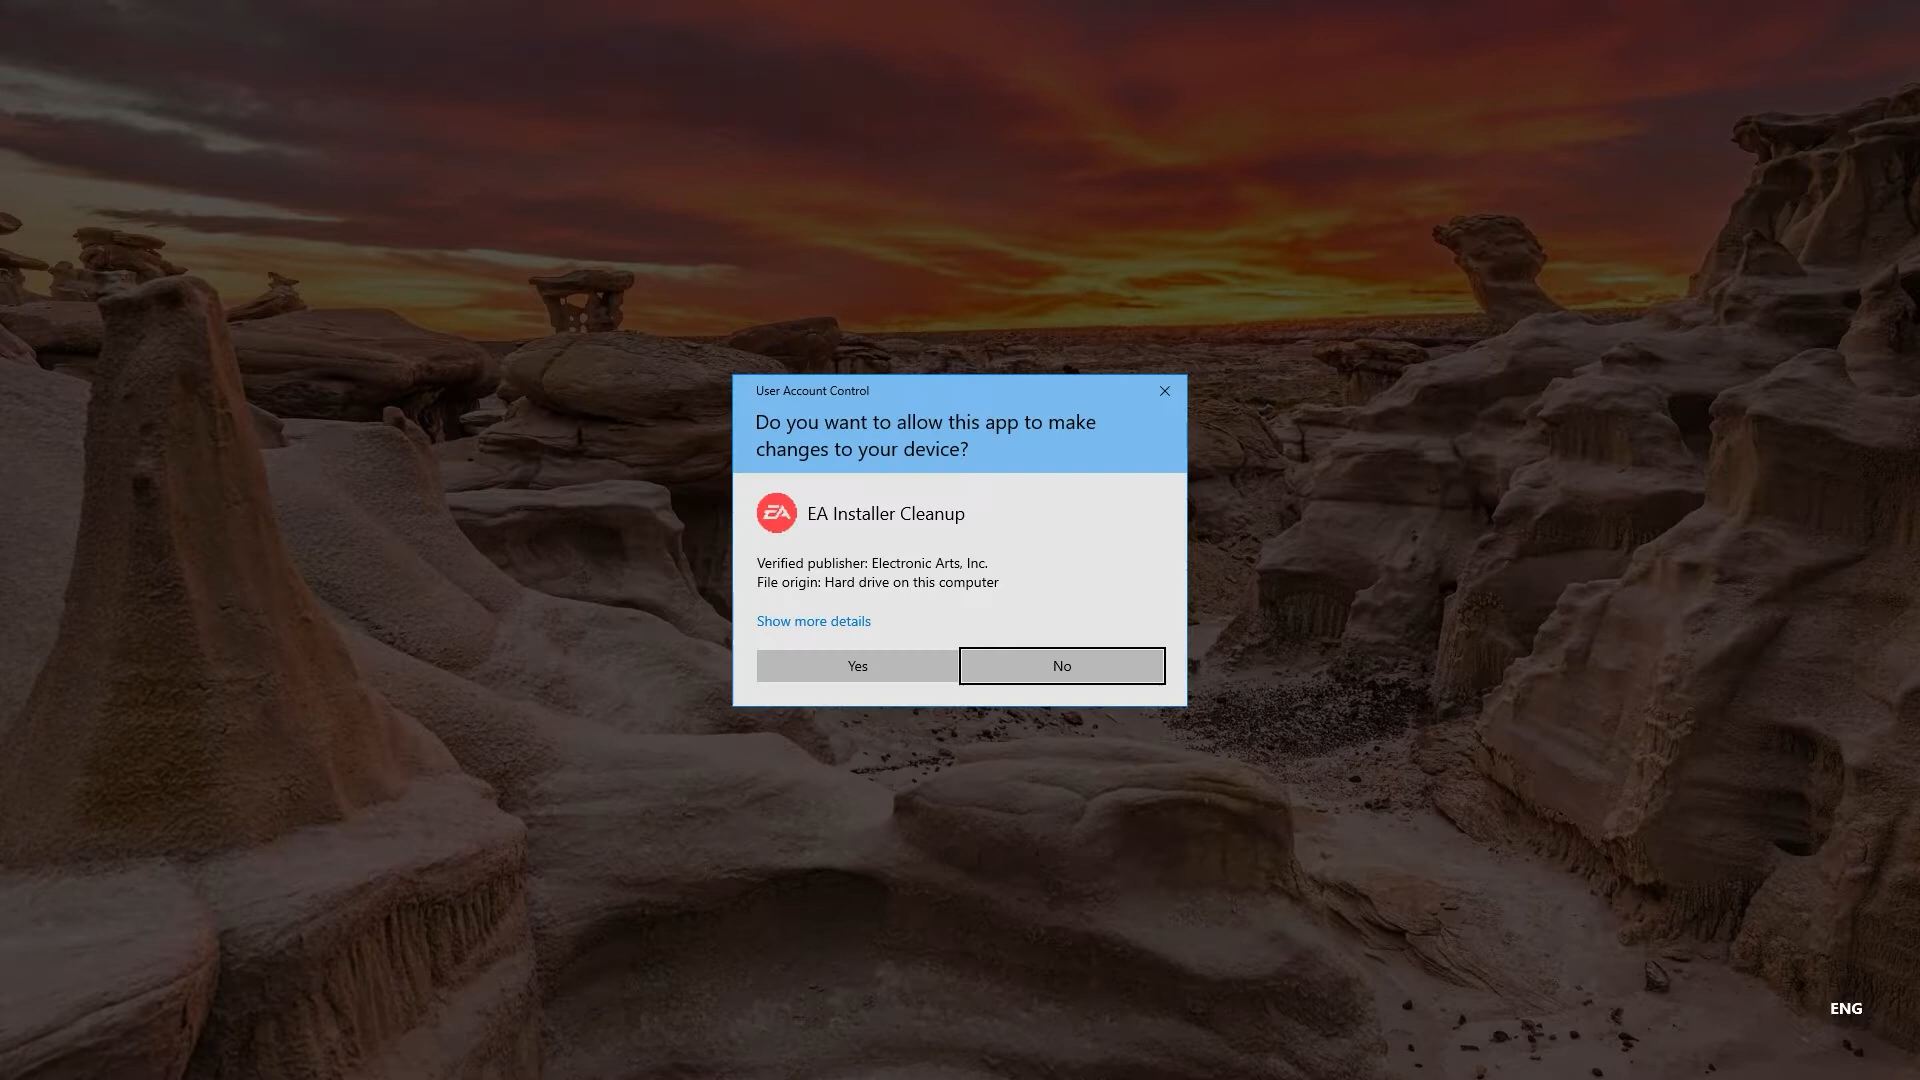 User Account Control
Do you want to allow this app to make
changes to your device?
EA
EA Installer Cleanup
Verified publisher: Electronic Arts, Inc.
File origin: Hard drive on this computer
Show more details
Yes
No
ENG